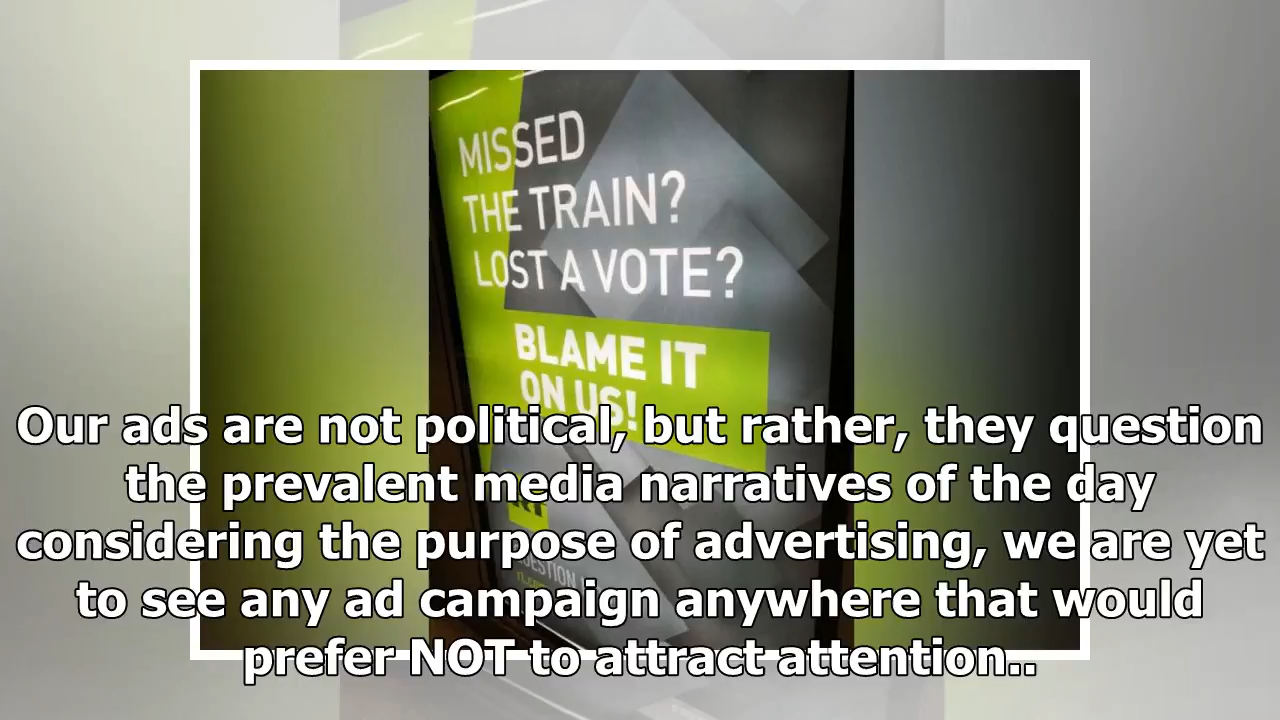 MISSED
THE TRAIN?
LOST A VOTE?
BLAME IT
ON US!
Our ads are not political, but rather, they question
the prevalent media narratives of the day
considering the purpose of advertising, we are yet
to see any ad campaign anywhere that would
prefer NOT to attract attention..